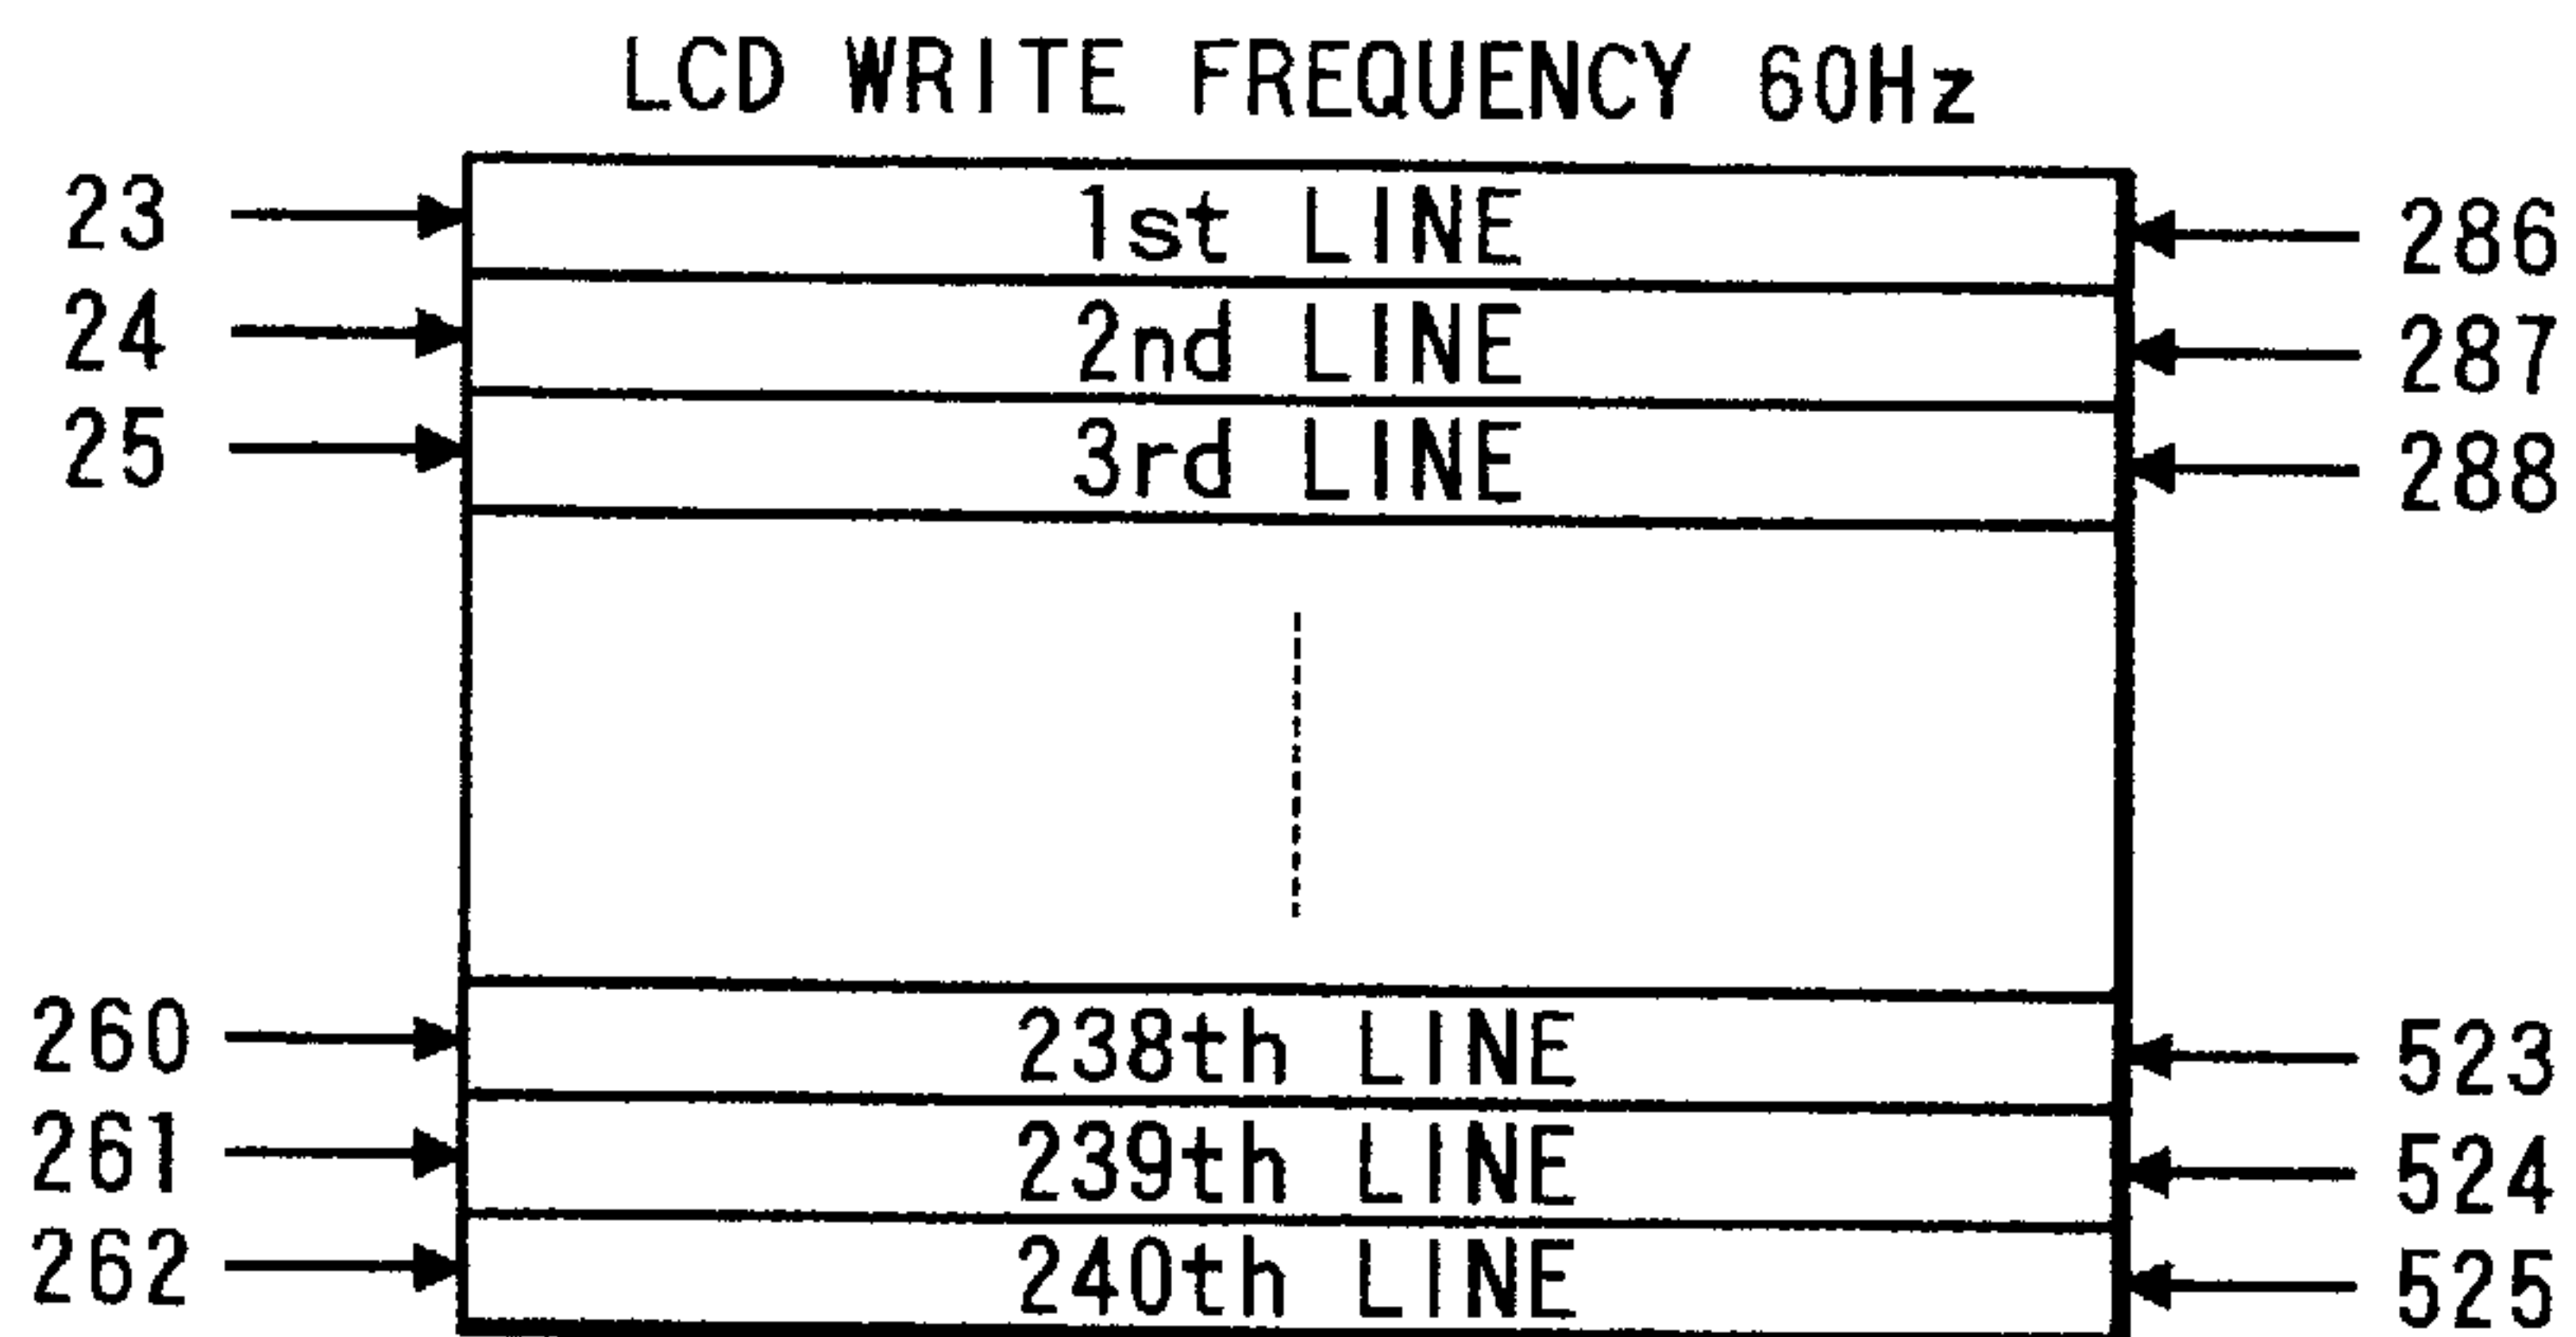 LCD WRITE FREQUENCY 60Hz
23 1st LINE 286
24 2nd LINE 287
25 3rd LINE 288
260 238th LINE 523
261 239th LINE 524
262 240th LINE 525